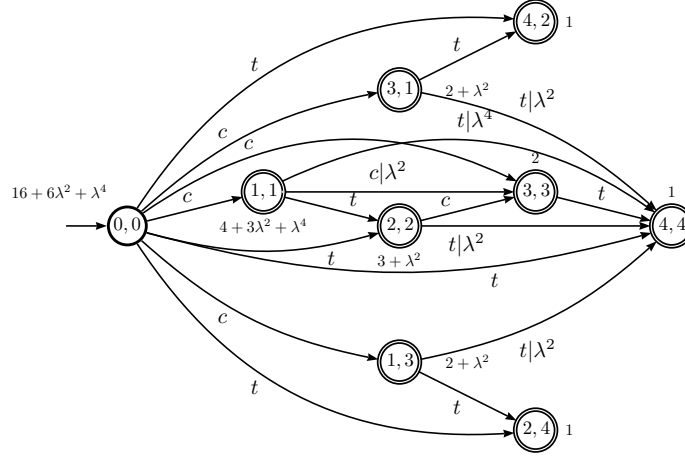 4, 2
1
t
t
3, 1
2 + λ²
t|λ²
c
t|λ⁴
c
2
16 + 6λ² + λ⁴
c|λ²
1
c
1, 1
3, 3
t
c
t
0, 0
4 + 3λ² + λ⁴
2, 2
4, 4
t|λ²
t
3 + λ²
t
c
1, 3
2 + λ²
t|λ²
t
t
2, 4
1